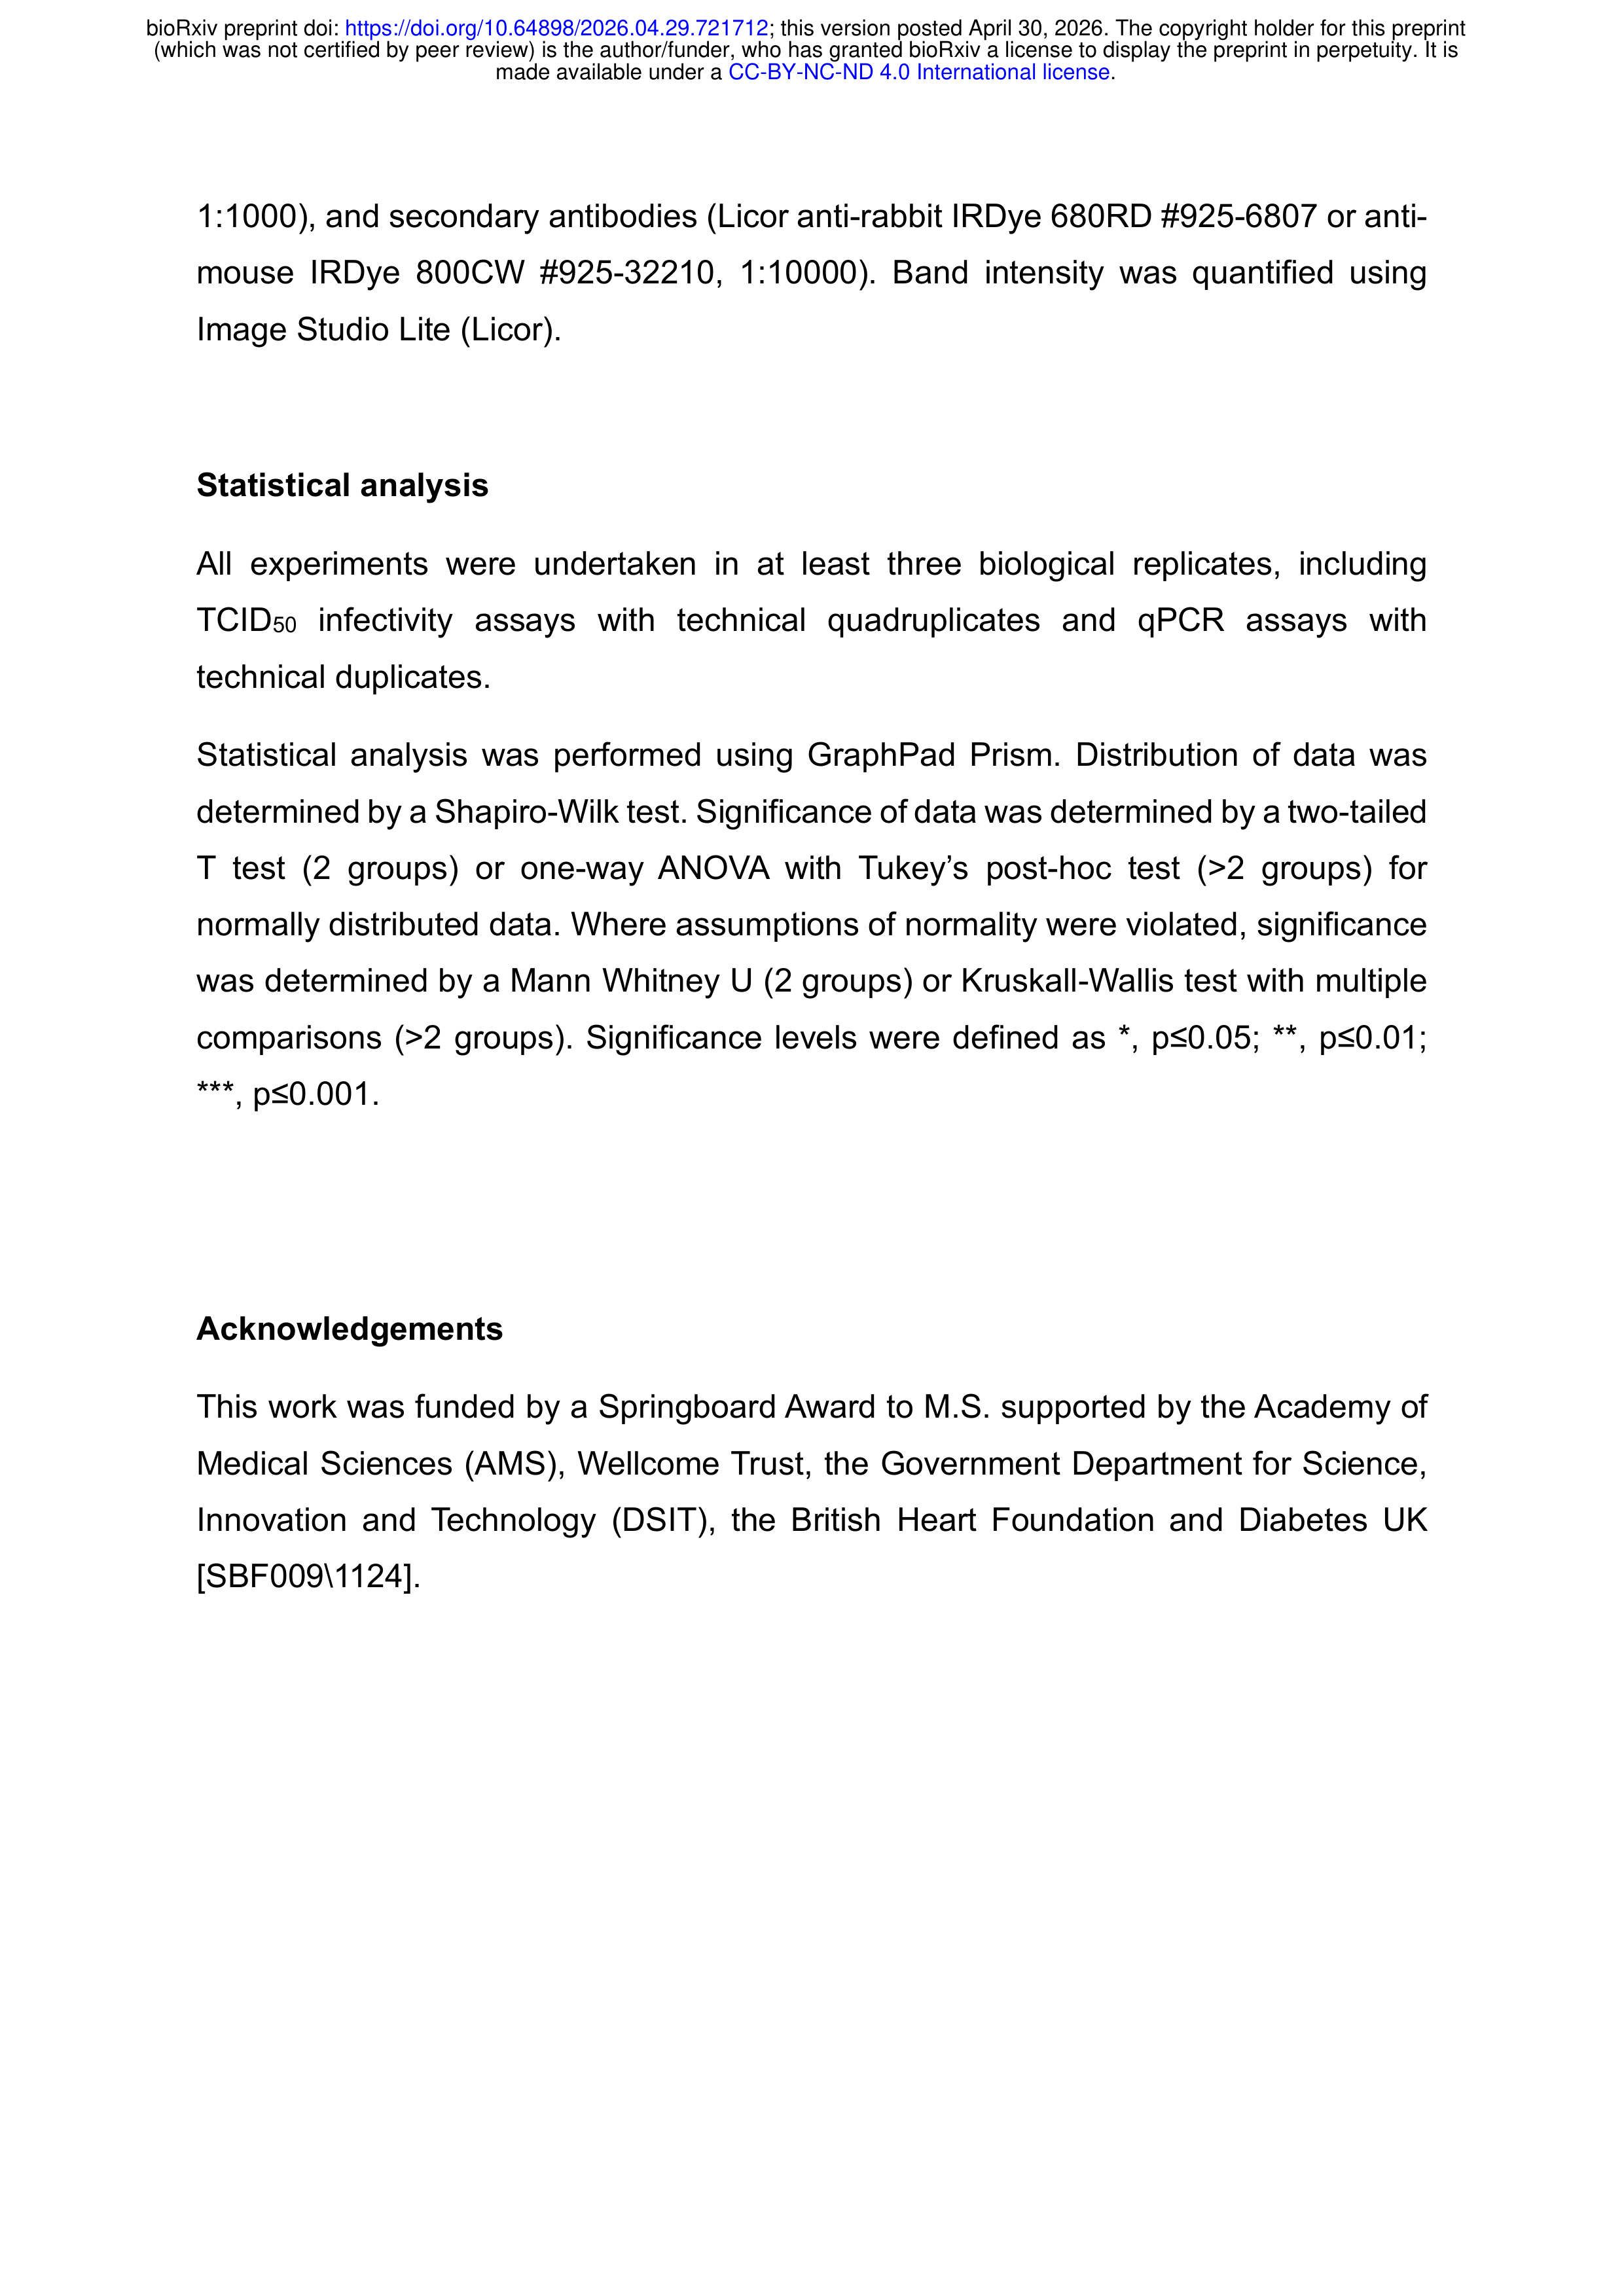 bioRxiv preprint doi: https://doi.org/10.64898/2026.04.29.721712; this version posted April 30, 2026. The copyright holder for this preprint
(which was not certified by peer review) is the author/funder, who has granted bioRxiv a license to display the preprint in perpetuity. It is
made available under a CC-BY-NC-ND 4.0 International license.
1:1000), and secondary antibodies (Licor anti-rabbit IRDye 680RD #925-6807 or anti-
mouse IRDye 800CW #925-32210, 1:10000). Band intensity was quantified using
Image Studio Lite (Licor).
Statistical analysis
All experiments were undertaken in at least three biological replicates, including
TCID50 infectivity assays with technical quadruplicates and qPCR assays with
technical duplicates.
Statistical analysis was performed using GraphPad Prism. Distribution of data was
determined by a Shapiro-Wilk test. Significance of data was determined by a two-tailed
T test (2 groups) or one-way ANOVA with Tukey’s post-hoc test (>2 groups) for
normally distributed data. Where assumptions of normality were violated, significance
was determined by a Mann Whitney U (2 groups) or Kruskall-Wallis test with multiple
comparisons (>2 groups). Significance levels were defined as *, p≤0.05; **, p≤0.01;
***, p≤0.001.
Acknowledgements
This work was funded by a Springboard Award to M.S. supported by the Academy of
Medical Sciences (AMS), Wellcome Trust, the Government Department for Science,
Innovation and Technology (DSIT), the British Heart Foundation and Diabetes UK
[SBF009\1124].